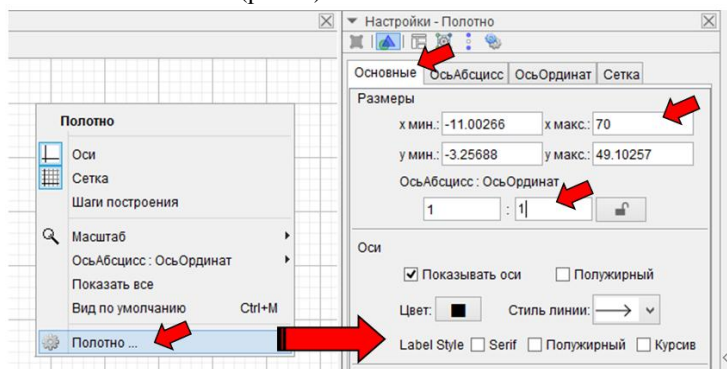 Настройки - Полотно
Основные ОсьАбсцисс ОсьОрдинат Сетка
Размеры
x мин.: -11.00266 x макс.: 70
y мин.: -3.25688 y макс.: 49.10257
ОсьАбсцисс : ОсьОрдинат
1 : 1
Оси
Показывать оси Полужирный
Цвет: Стиль линии:
Label Style Serif Полужирный Курсив
Полотно
Оси
Сетка
Шаги построения
Масштаб
ОсьАбсцисс : ОсьОрдинат
Показать все
Вид по умолчанию Ctrl+M
Полотно ...